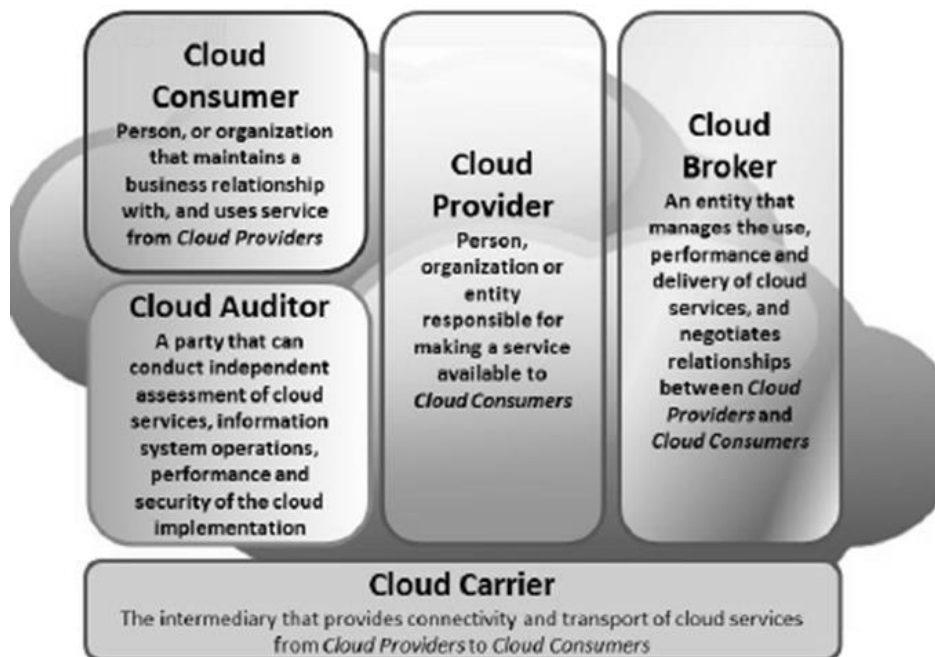 Cloud
Consumer
Person, or organization
that maintains a
business relationship
with, and uses service
from Cloud Providers
Cloud Auditor
A party that can
conduct independent
assessment of cloud
services, information
system operations,
performance and
security of the cloud
implementation
Cloud
Provider
Person,
organization or
entity
responsible for
making a service
available to
Cloud Consumers
Cloud
Broker
An entity that
manages the use,
performance and
delivery of cloud
services, and
negotiates
relationships
between Cloud
Providers and
Cloud Consumers
Cloud Carrier
The intermediary that provides connectivity and transport of cloud services
from Cloud Providers to Cloud Consumers